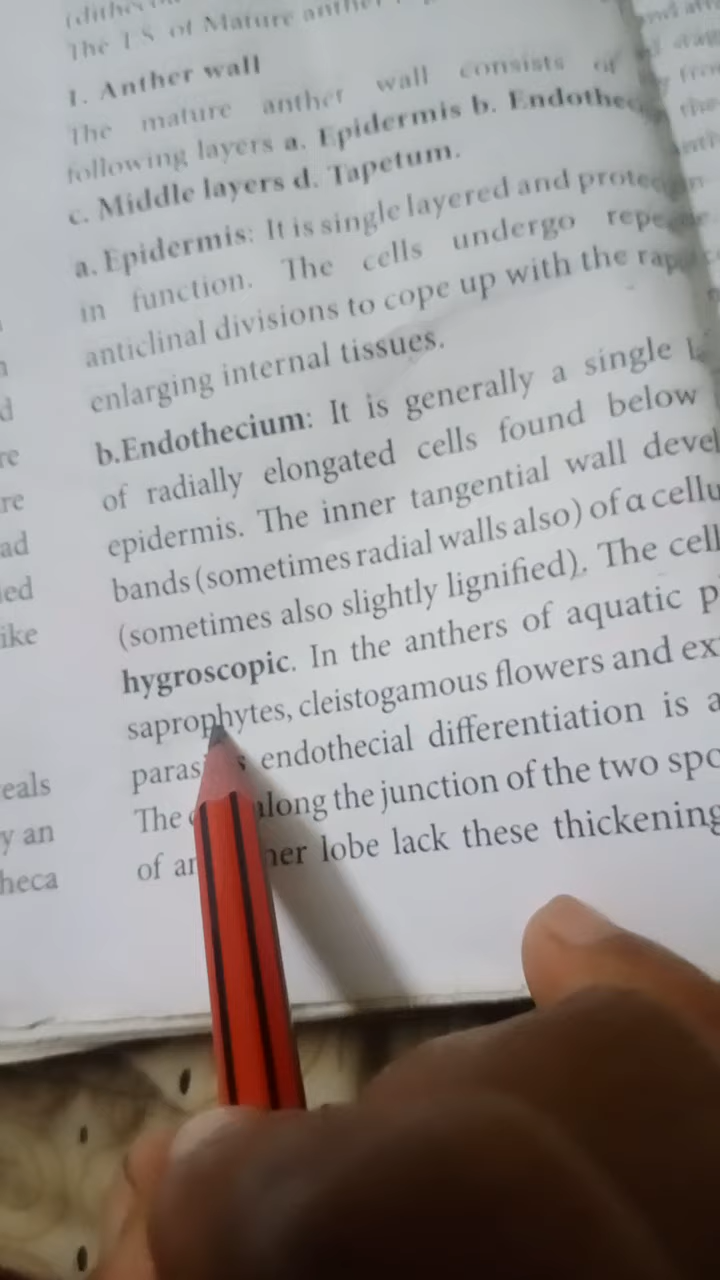 The T.S of Mature anther
1. Anther wall
The mature anther wall consists of
following layers a. Epidermis b. Endothec
c. Middle layers d. Tapetum.
a. Epidermis: It is single layered and protec
in function. The cells undergo repe
anticlinal divisions to cope up with the rap
enlarging internal tissues.
b.Endothecium: It is generally a single l
of radially elongated cells found below
epidermis. The inner tangential wall devel
bands (sometimes radial walls also) of α cellu
(sometimes also slightly lignified). The cell
hygroscopic. In the anthers of aquatic p
saprophytes, cleistogamous flowers and ex
paras s endothecial differentiation is a
The along the junction of the two spo
of an her lobe lack these thickening
d
re
re
ad
ied
ike
eals
y an
heca